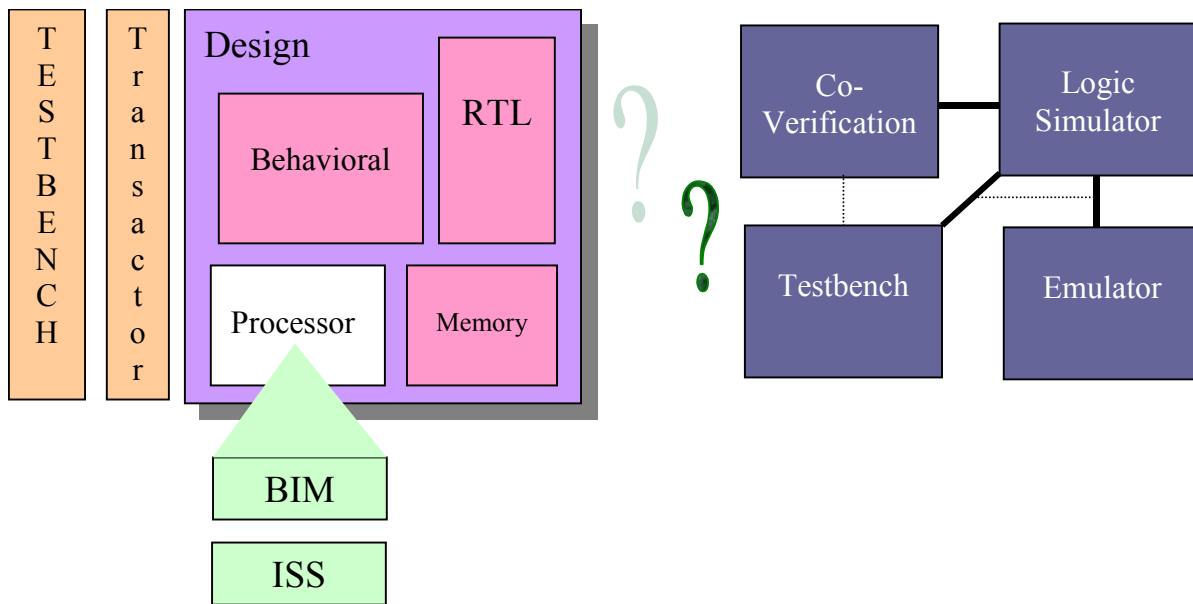 TESTBENCH
Transactor
Design
Behavioral
RTL
Processor
Memory
BIM
ISS
?
?
Co-
Verification
Logic
Simulator
Testbench
Emulator